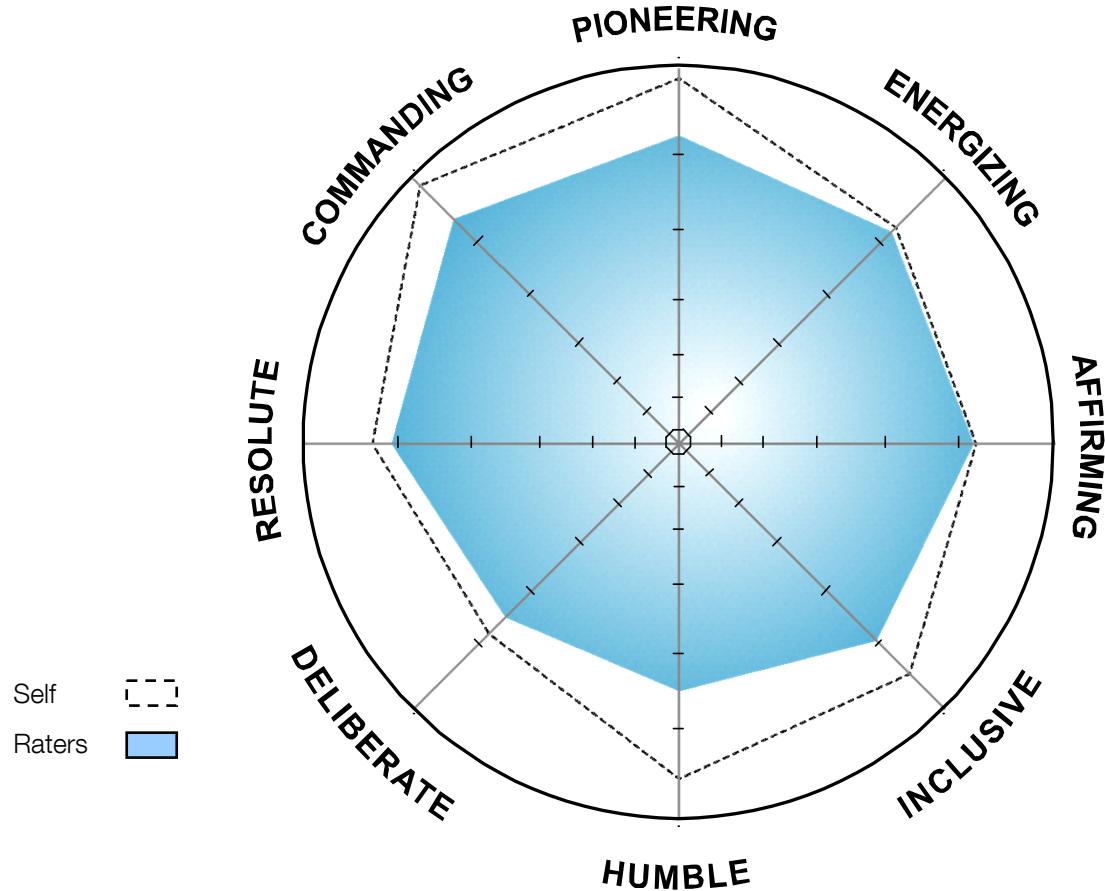 PIONEERING
ENERGIZING
COMMANDING
AFFIRMING
RESOLUTE
INCLUSIVE
DELIBERATE
HUMBLE
Self
Raters